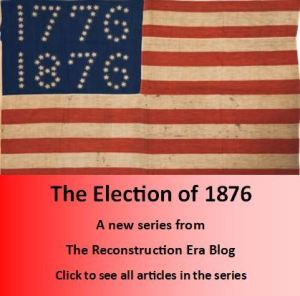 1776
1876
The Election of 1876
A new series from
The Reconstruction Era Blog
Click to see all articles in the series